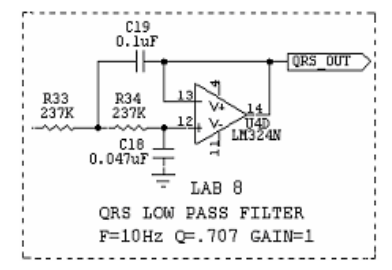 C19
0.1uF
QRS_OUT
R33
237K
R34
237K
13
4
V+
14
12
V-
U4D
LM324N
11
C18
0.047uF
LAB 8
QRS LOW PASS FILTER
F=10Hz Q=.707 GAIN=1